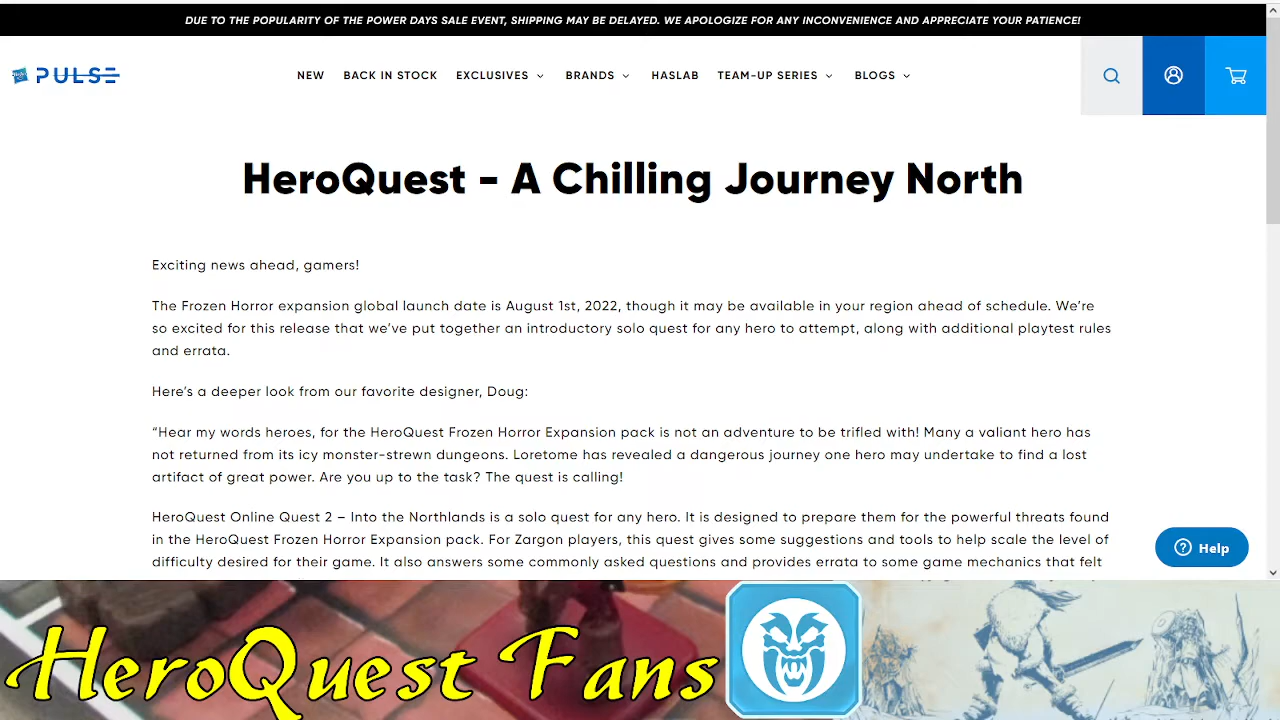 DUE TO THE POPULARITY OF THE POWER DAYS SALE EVENT, SHIPPING MAY BE DELAYED. WE APOLOGIZE FOR ANY INCONVENIENCE AND APPRECIATE YOUR PATIENCE!
PULSE NEW BACK IN STOCK EXCLUSIVES BRANDS HASLAB TEAM-UP SERIES BLOGS
HeroQuest - A Chilling Journey North
Exciting news ahead, gamers!
The Frozen Horror expansion global launch date is August 1st, 2022, though it may be available in your region ahead of schedule. We’re
so excited for this release that we’ve put together an introductory solo quest for any hero to attempt, along with additional playtest rules
and errata.
Here’s a deeper look from our favorite designer, Doug:
“Hear my words heroes, for the HeroQuest Frozen Horror Expansion pack is not an adventure to be trifled with! Many a valiant hero has
not returned from its icy monster-strewn dungeons. Loretome has revealed a dangerous journey one hero may undertake to find a lost
artifact of great power. Are you up to the task? The quest is calling!
HeroQuest Online Quest 2 – Into the Northlands is a solo quest for any hero. It is designed to prepare them for the powerful threats found
in the HeroQuest Frozen Horror Expansion pack. For Zargon players, this quest gives some suggestions and tools to help scale the level of
difficulty desired for their game. It also answers some commonly asked questions and provides errata to some game mechanics that felt
Help
HeroQuest Fans